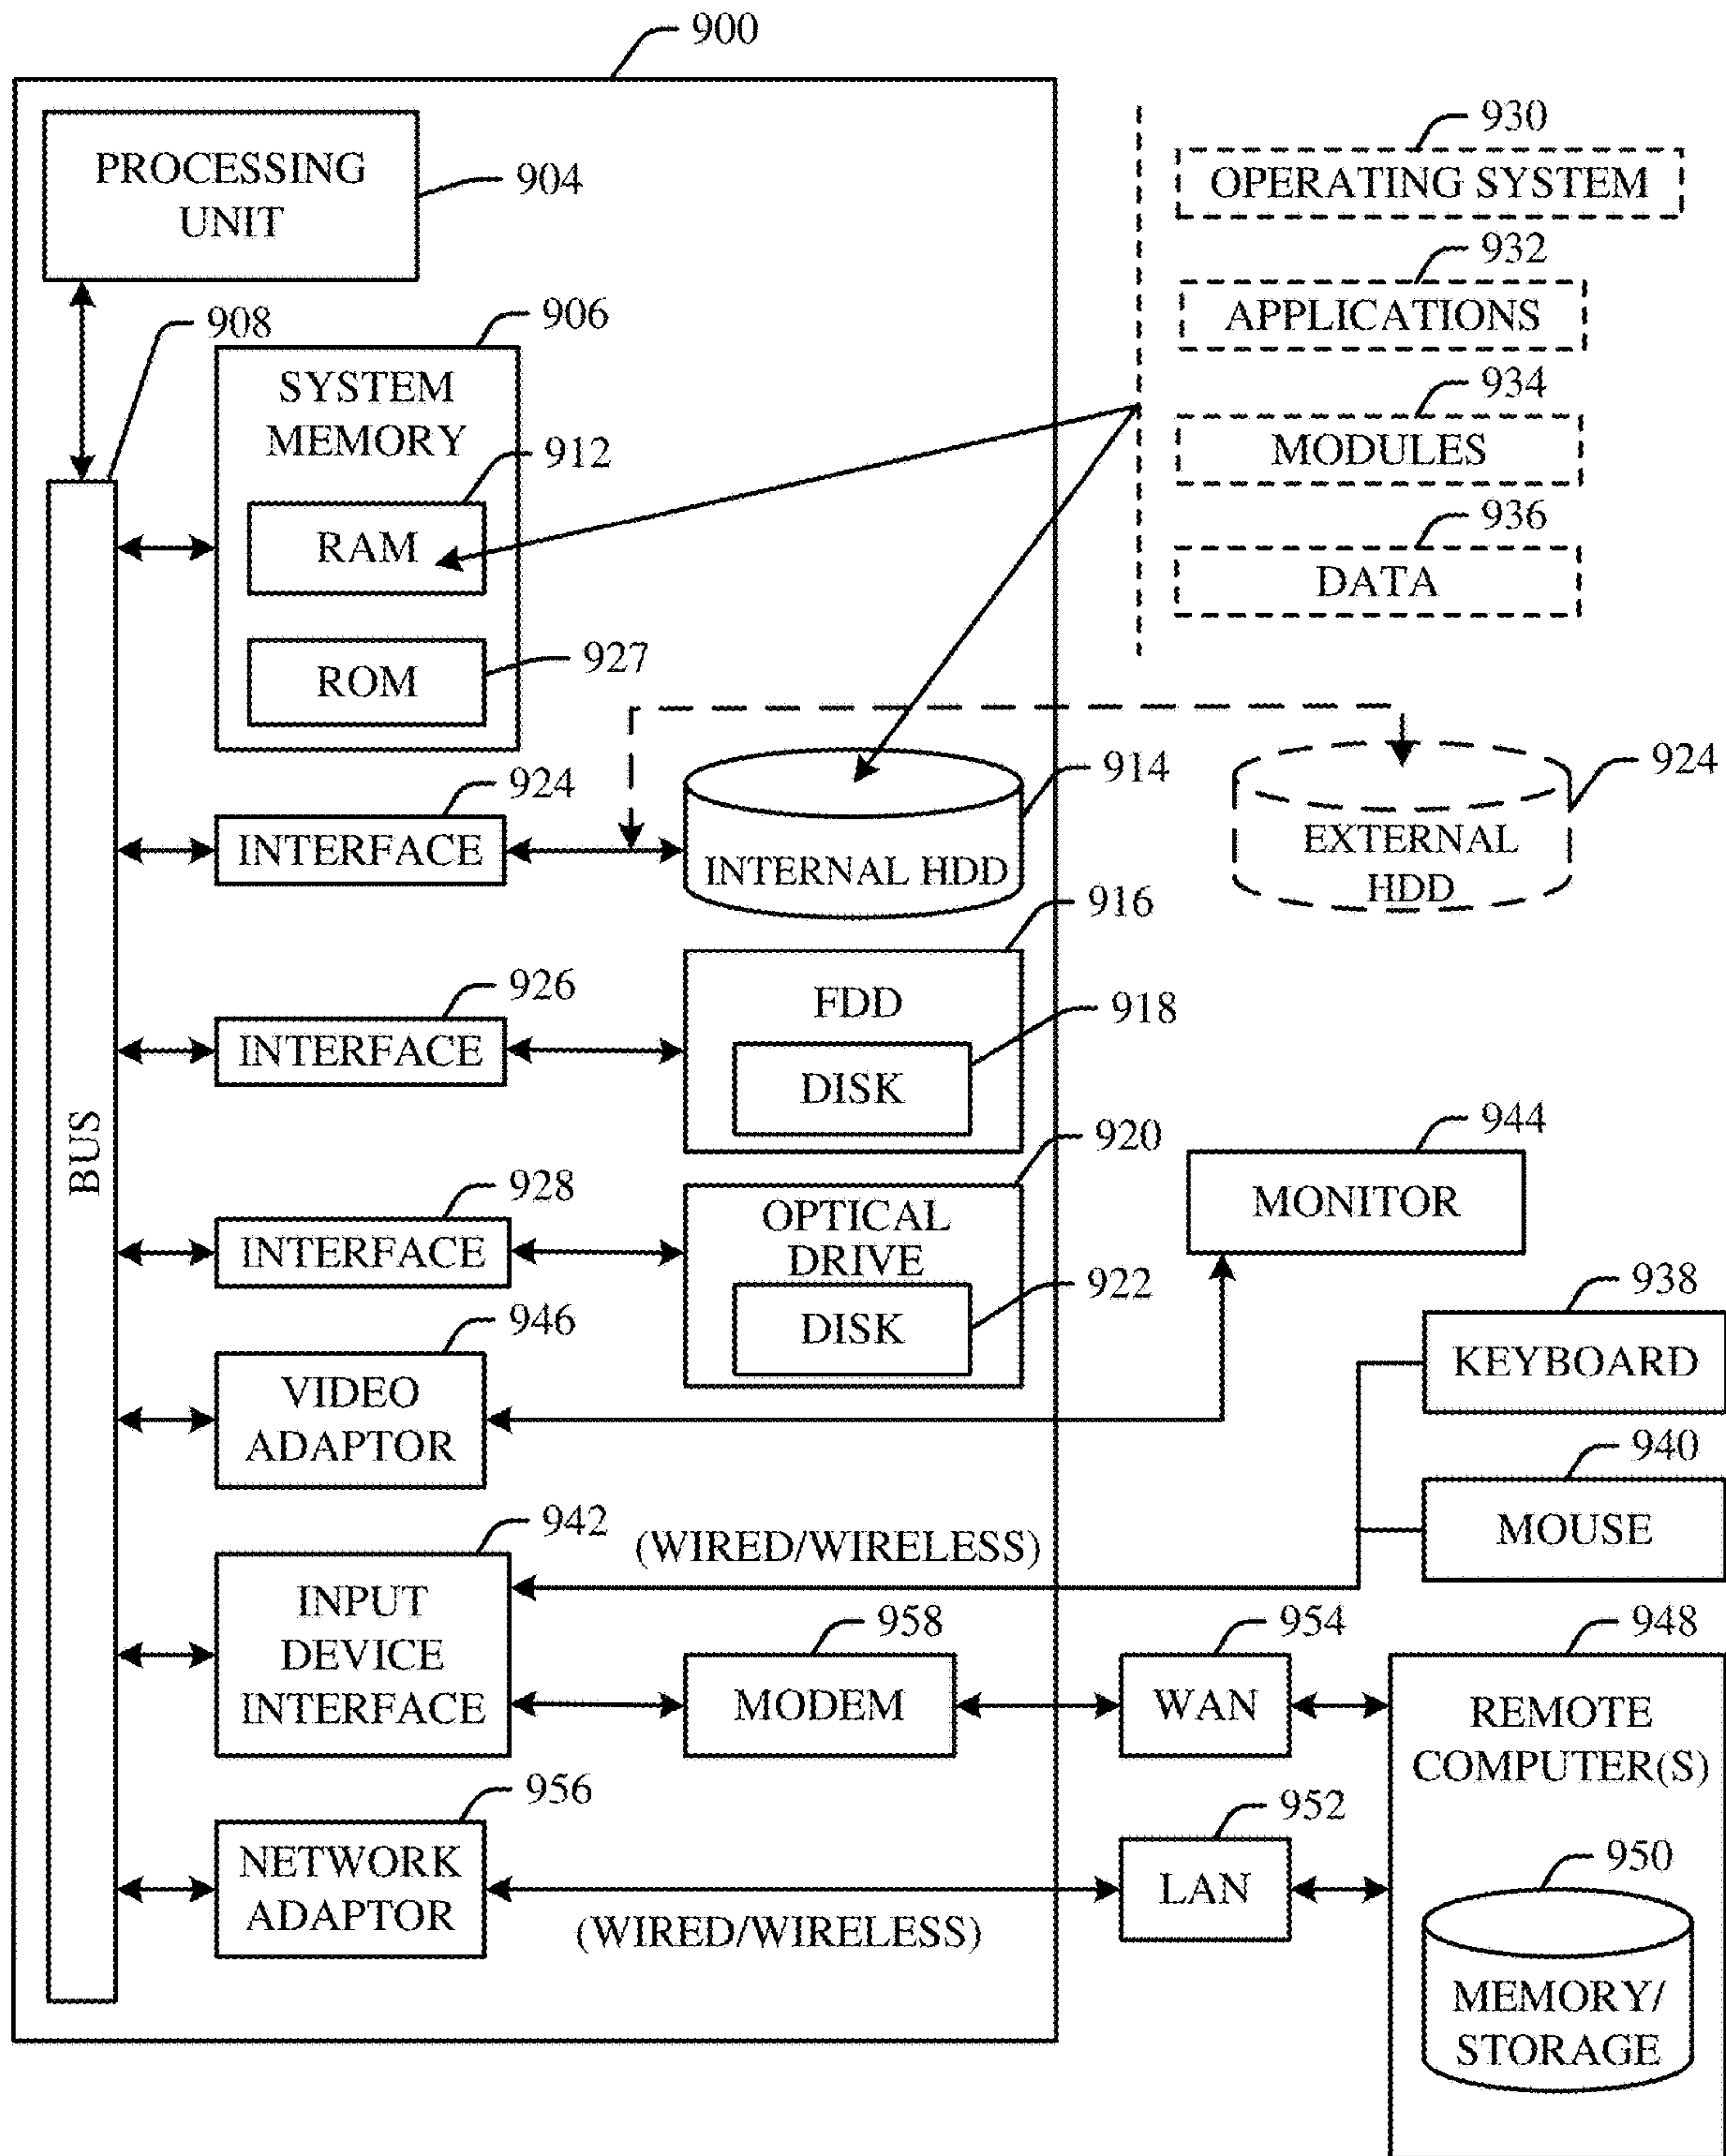 900
PROCESSING
UNIT
904
930
OPERATING SYSTEM
932
APPLICATIONS
934
MODULES
936
DATA
908
906
SYSTEM
MEMORY
912
RAM
927
ROM
BUS
924
INTERFACE
914
INTERNAL HDD
924
EXTERNAL
HDD
926
INTERFACE
916
FDD
918
DISK
928
INTERFACE
920
OPTICAL
DRIVE
922
DISK
944
MONITOR
946
VIDEO
ADAPTOR
938
KEYBOARD
940
MOUSE
942
INPUT
DEVICE
INTERFACE
(WIRED/WIRELESS)
958
MODEM
954
WAN
948
REMOTE
COMPUTER(S)
956
NETWORK
ADAPTOR
(WIRED/WIRELESS)
952
LAN
950
MEMORY/
STORAGE